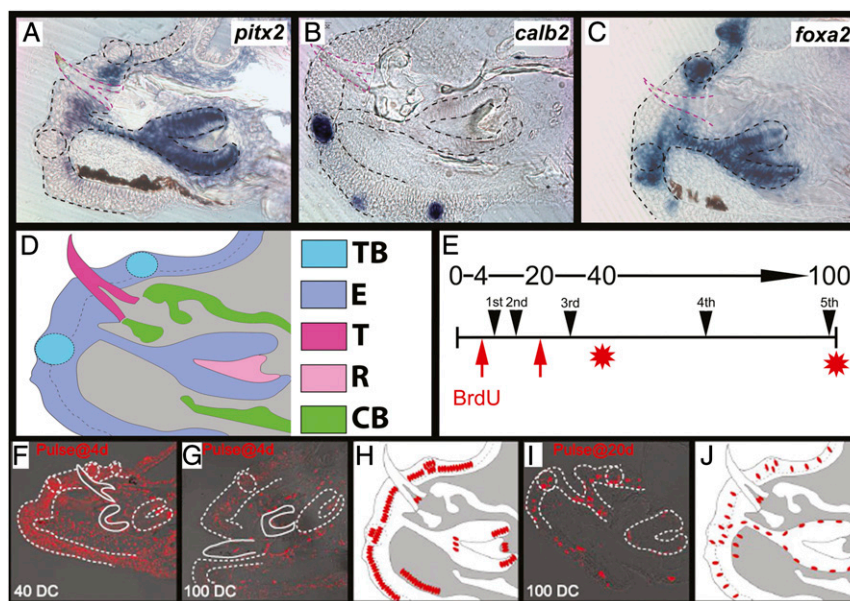 A
pitx2
B
calb2
C
foxa2
D
TB
E
T
R
CB
E
0-4 20 40 100
1st 2nd 3rd 4th 5th
BrdU
F
Pulse@4d
40 DC
G
Pulse@4d
100 DC
H
I
Pulse@20d
100 DC
J